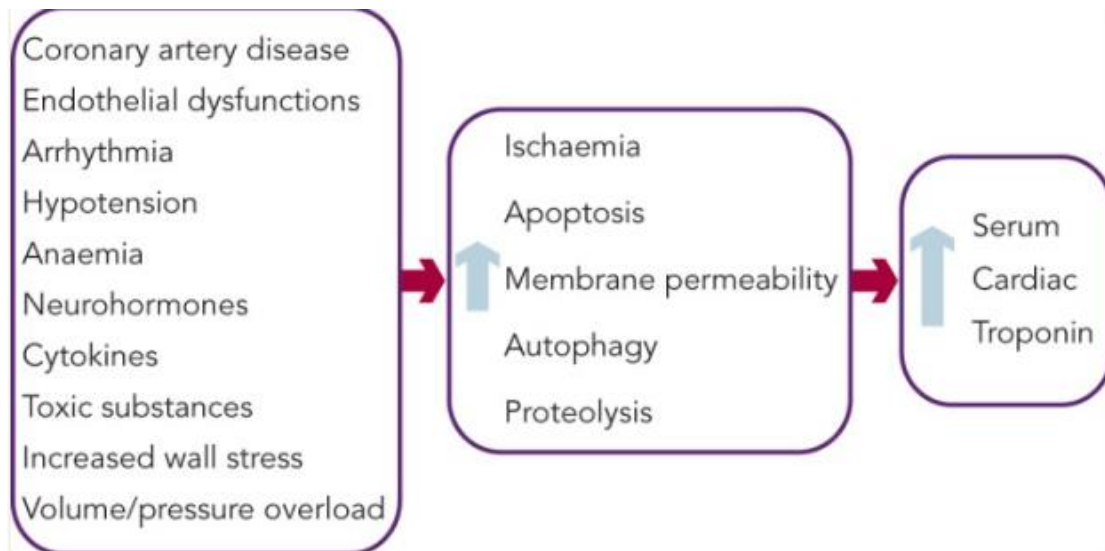 Coronary artery disease
Endothelial dysfunctions
Arrhythmia
Hypotension
Anaemia
Neurohormones
Cytokines
Toxic substances
Increased wall stress
Volume/pressure overload
Ischaemia
Apoptosis
Membrane permeability
Autophagy
Proteolysis
Serum
Cardiac
Troponin